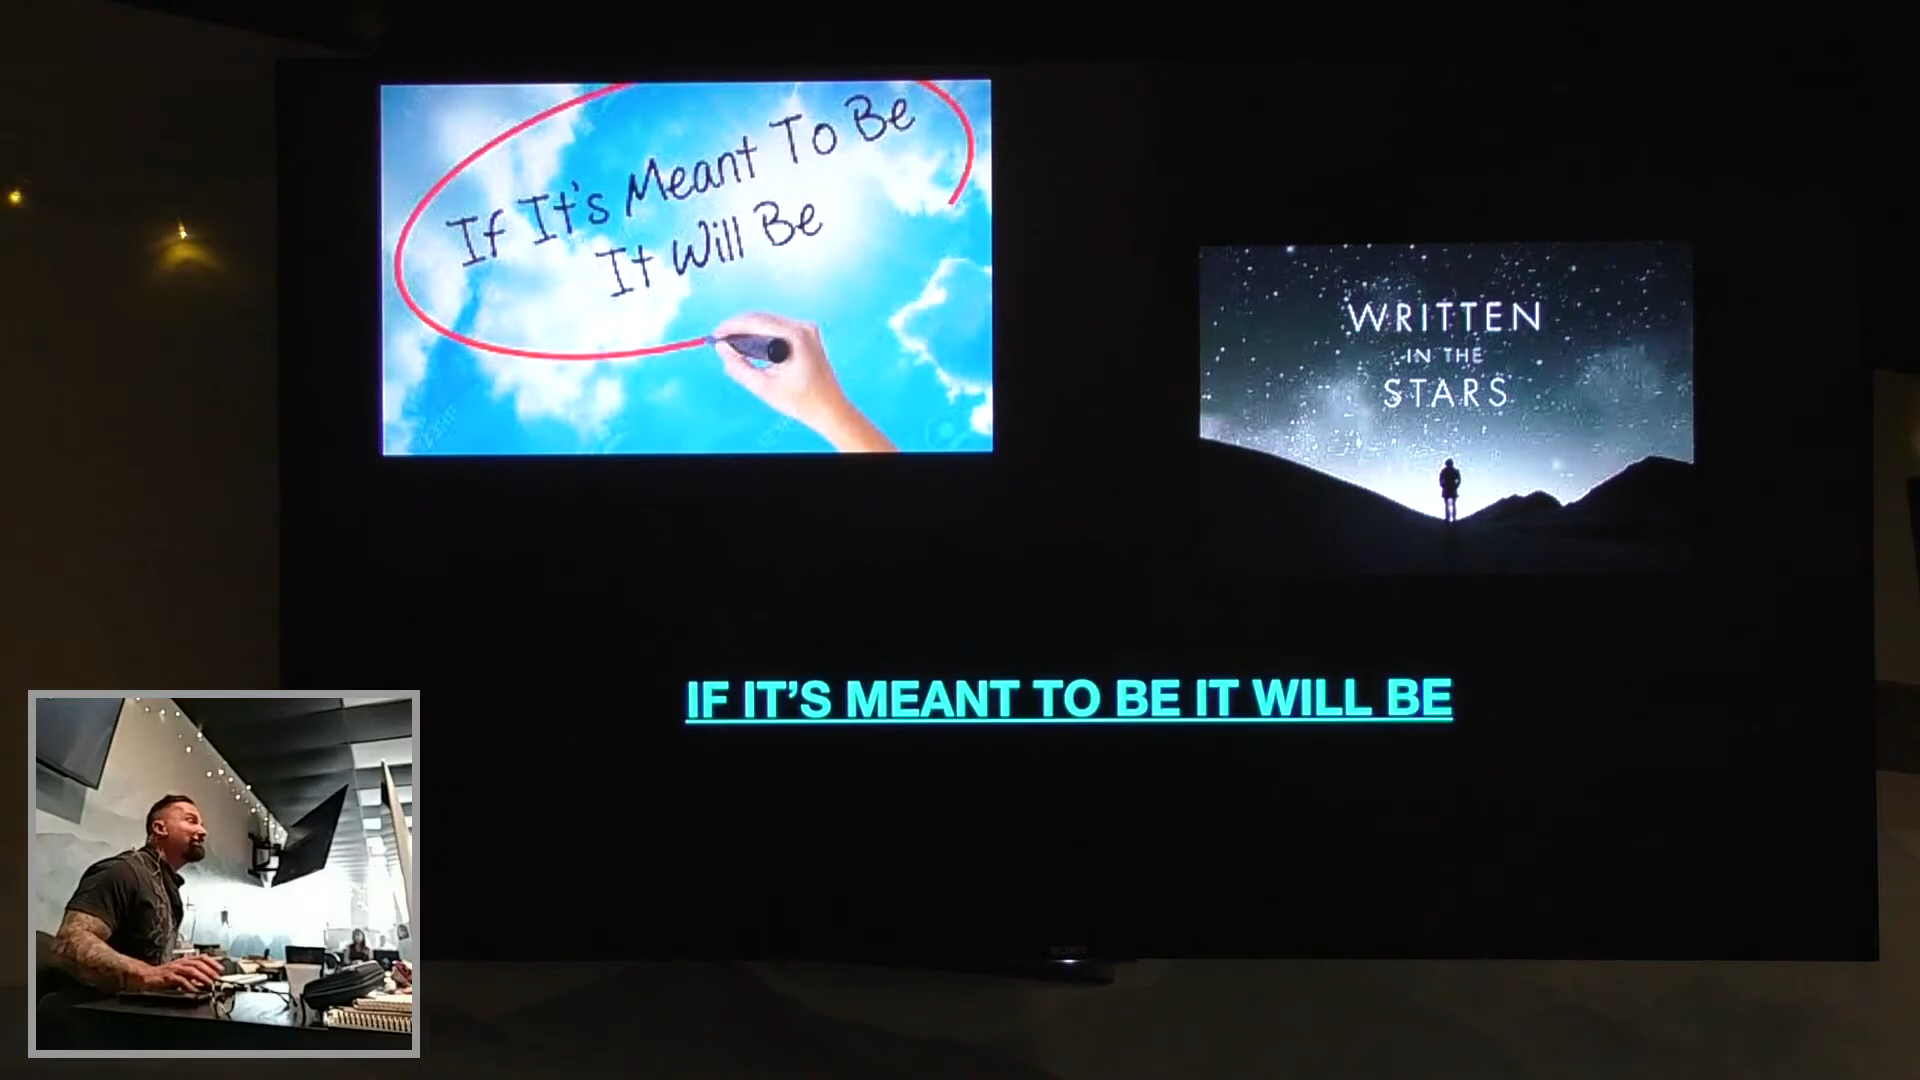 If It's Meant To Be
It Will Be
WRITTEN
IN THE
STARS
IF IT’S MEANT TO BE IT WILL BE
SONY